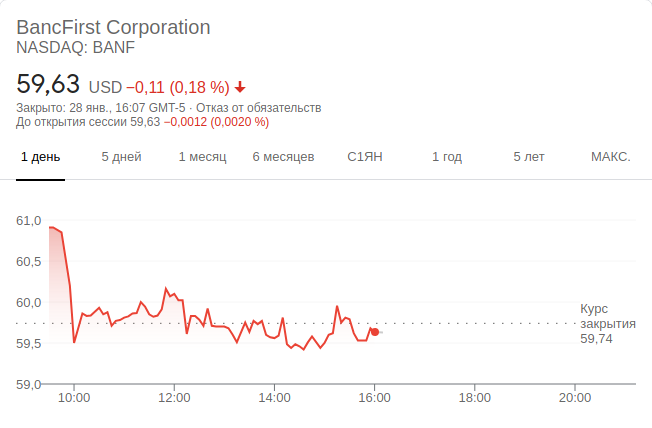 BancFirst Corporation
NASDAQ: BANF
59,63 USD −0,11 (0,18 %)
Закрыто: 28 янв., 16:07 GMT-5 · Отказ от обязательств
До открытия сессии 59,63 −0,0012 (0,0020 %)
1 день 5 дней 1 месяц 6 месяцев С1ЯН 1 год 5 лет МАКС.
61,0
60,5
60,0
Курс
закрытия
59,74
59,5
59,0
10:00 12:00 14:00 16:00 18:00 20:00